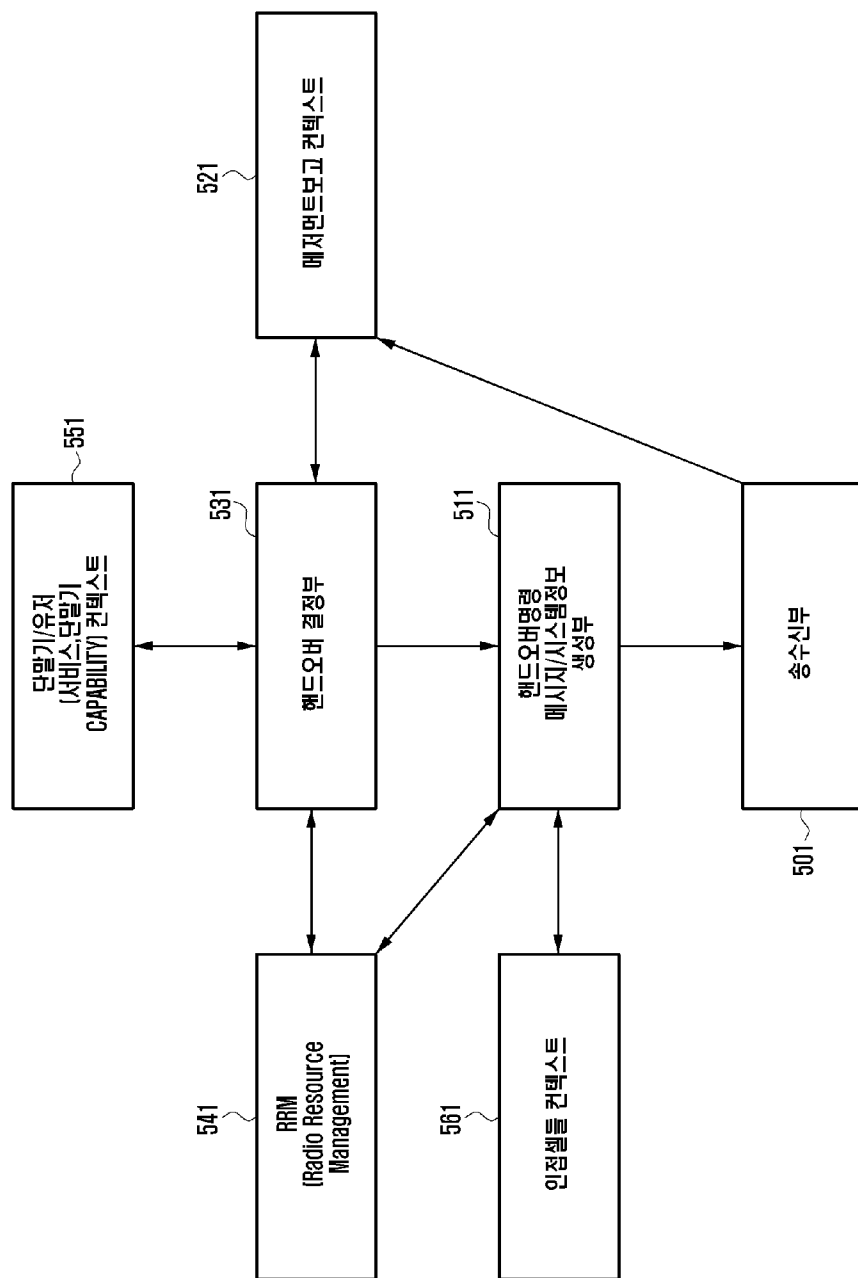 단말기/유저
[서비스,단말기
CAPABILITY] 컨텍스트
551
541
RRM
[Radio Resource
Management]
531
핸드오버 결정부
521
메저먼트보고 컨텍스트
561
인접셀들 컨텍스트
511
핸드오버명령
메시지/시스템정보
생성부
501
송수신부